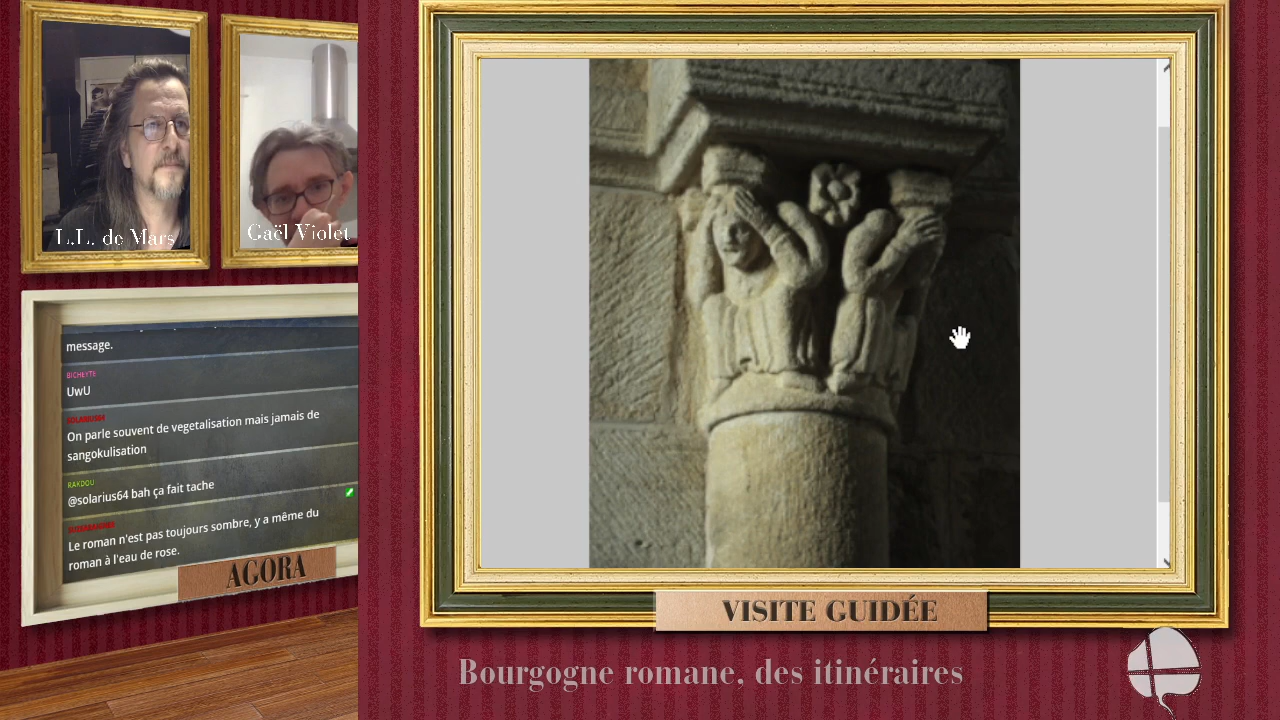 L.L. de Mars
Gaël Violet
message.
BICHEYTE
UwU
SOLARIUS64
On parle souvent de vegetalisation mais jamais de
sangokulisation
RAKDOU
@solarius64 bah ça fait tache
Le roman n'est pas toujours sombre, y a même du
roman à l'eau de rose.
AGORA
VISITE GUIDÉE
Bourgogne romane, des itinéraires